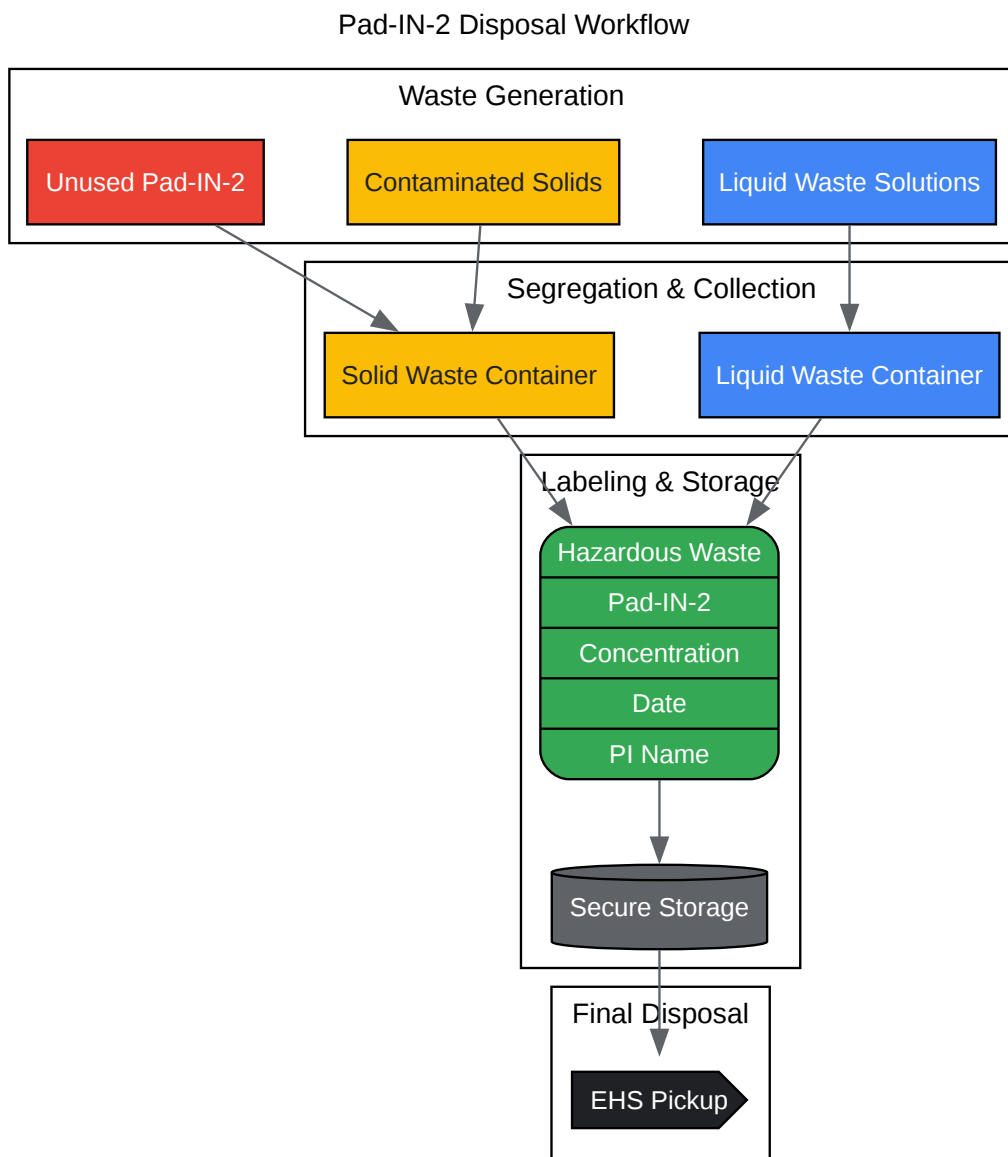 Pad-IN-2 Disposal Workflow
Waste Generation
Unused Pad-IN-2
Contaminated Solids
Liquid Waste Solutions
Segregation & Collection
Solid Waste Container
Liquid Waste Container
Labeling & Storage
Hazardous Waste
Pad-IN-2
Concentration
Date
PI Name
Secure Storage
Final Disposal
EHS Pickup